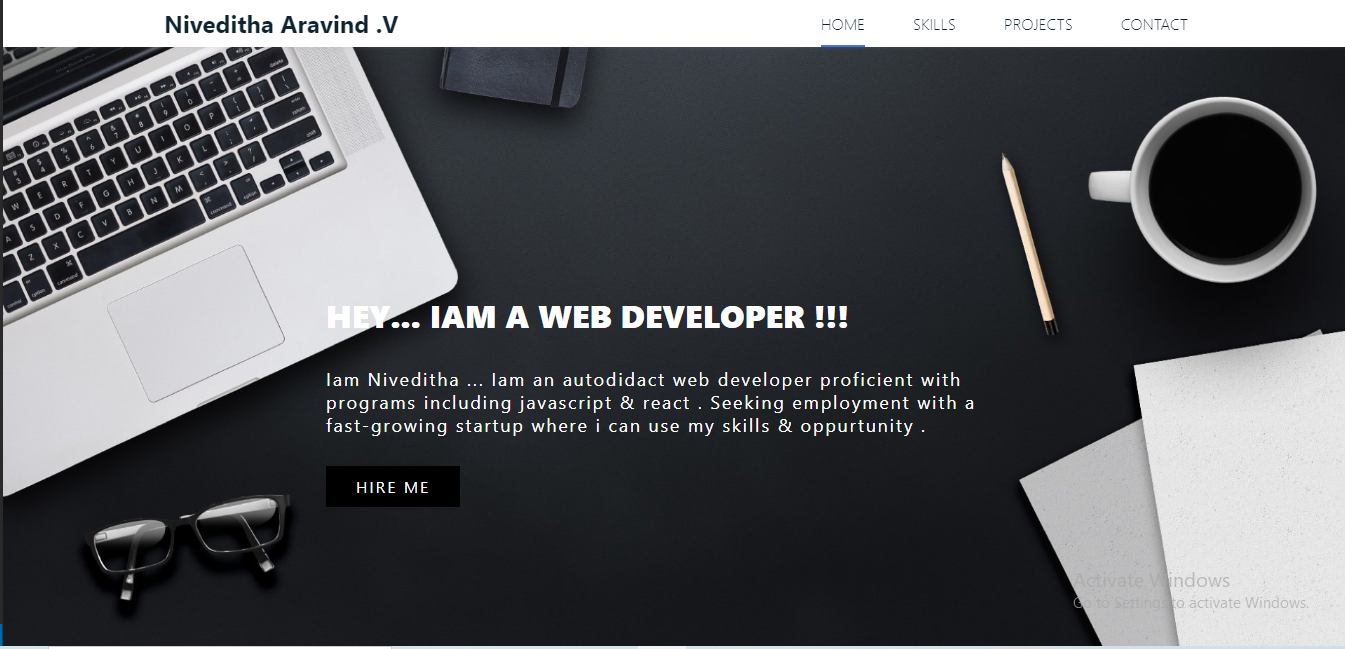 Niveditha Aravind .V
HOME SKILLS PROJECTS CONTACT
HEY... IAM A WEB DEVELOPER !!!
Iam Niveditha ... Iam an autodidact web developer proficient with
programs including javascript & react . Seeking employment with a
fast-growing startup where i can use my skills & oppurtunity .
HIRE ME
Activate Windows
Go to Settings to activate Windows.